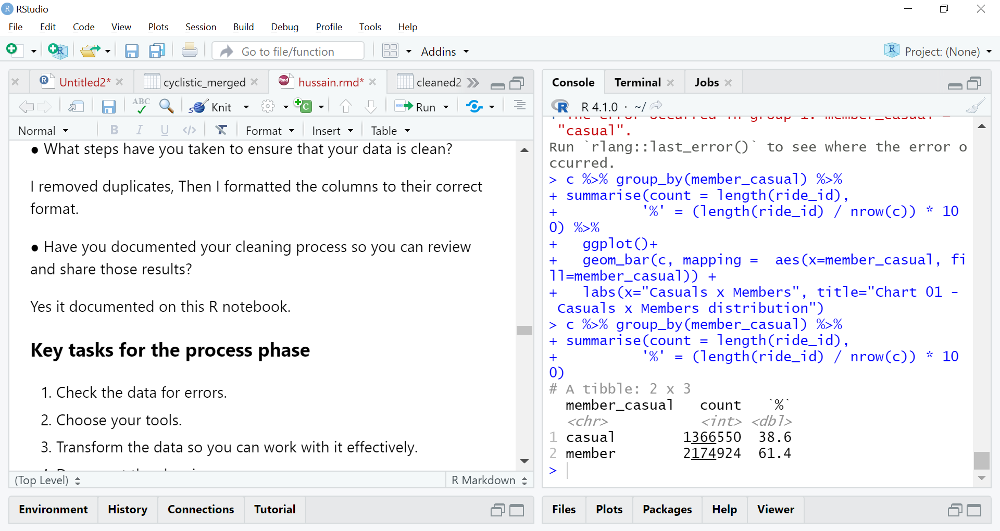 RStudio
File Edit Code View Plots Session Build Debug Profile Tools Help
Go to file/function Addins Project: (None)
Untitled2* cyclistic_merged hussain.rmd* cleaned2
ABC Knit Run
Normal B I U </> Format Insert Table
• What steps have you taken to ensure that your data is clean?
I removed duplicates, Then I formatted the columns to their correct
format.
• Have you documented your cleaning process so you can review
and share those results?
Yes it documented on this R notebook.
Key tasks for the process phase
1. Check the data for errors.
2. Choose your tools.
3. Transform the data so you can work with it effectively.
(Top Level) R Markdown
Environment History Connections Tutorial
Console Terminal Jobs
R 4.1.0 · ~/
The error occurred in group 1: member_casual =
"casual".
Run `rlang::last_error()` to see where the error o
ccurred.
> c %>% group_by(member_casual) %>%
+ summarise(count = length(ride_id),
+           '%' = (length(ride_id) / nrow(c)) * 10
0) %>%
+   ggplot()+
+   geom_bar(c, mapping =  aes(x=member_casual, fi
ll=member_casual)) +
+   labs(x="Casuals x Members", title="Chart 01 -
Casuals x Members distribution")
> c %>% group_by(member_casual) %>%
+ summarise(count = length(ride_id),
+           '%' = (length(ride_id) / nrow(c)) * 10
0)
# A tibble: 2 x 3
  member_casual   count   `%`
  <chr>           <int> <dbl>
1 casual        1366550  38.6
2 member        2174924  61.4
>
Files Plots Packages Help Viewer